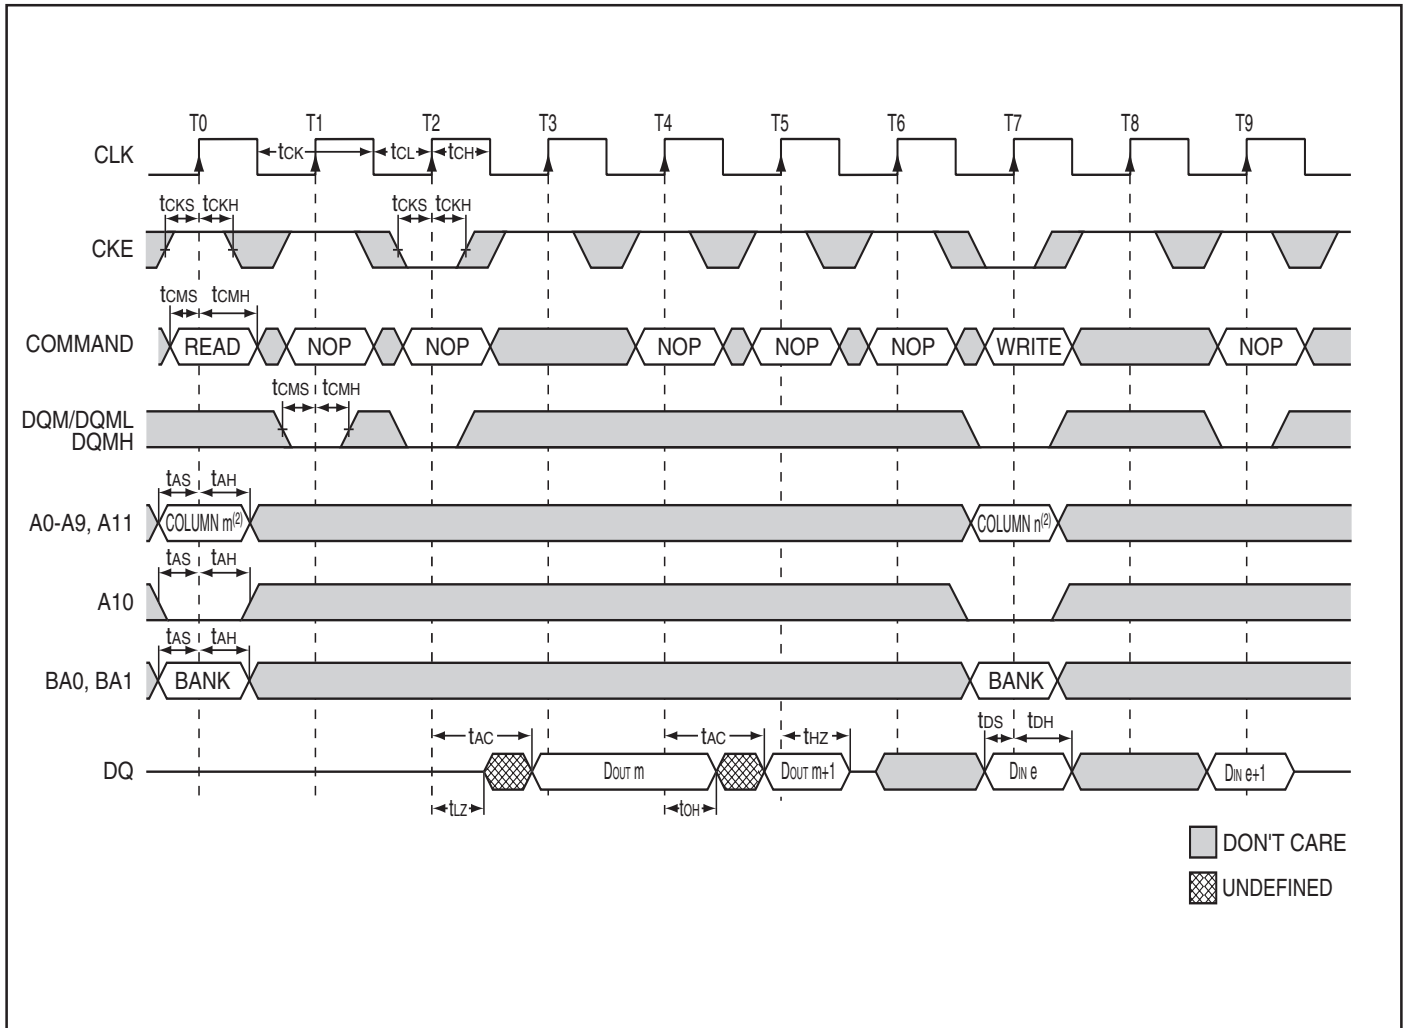 T0 T1 T2 T3 T4 T5 T6 T7 T8 T9
CLK tCK tCL tCH
tCKS tCKH tCKS tCKH
CKE
tCMS tCMH
COMMAND READ NOP NOP NOP NOP NOP WRITE NOP
tCMS tCMH
DQM/DQML
DQMH
tAS tAH
A0-A9, A11 COLUMN m(2) COLUMN n(2)
tAS tAH
A10
tAS tAH
BA0, BA1 BANK BANK
tAC tAC tHZ tDS tDH
DQ DOUT m DOUT m+1 DIN e DIN e+1
tLZ tOH
DON'T CARE
UNDEFINED